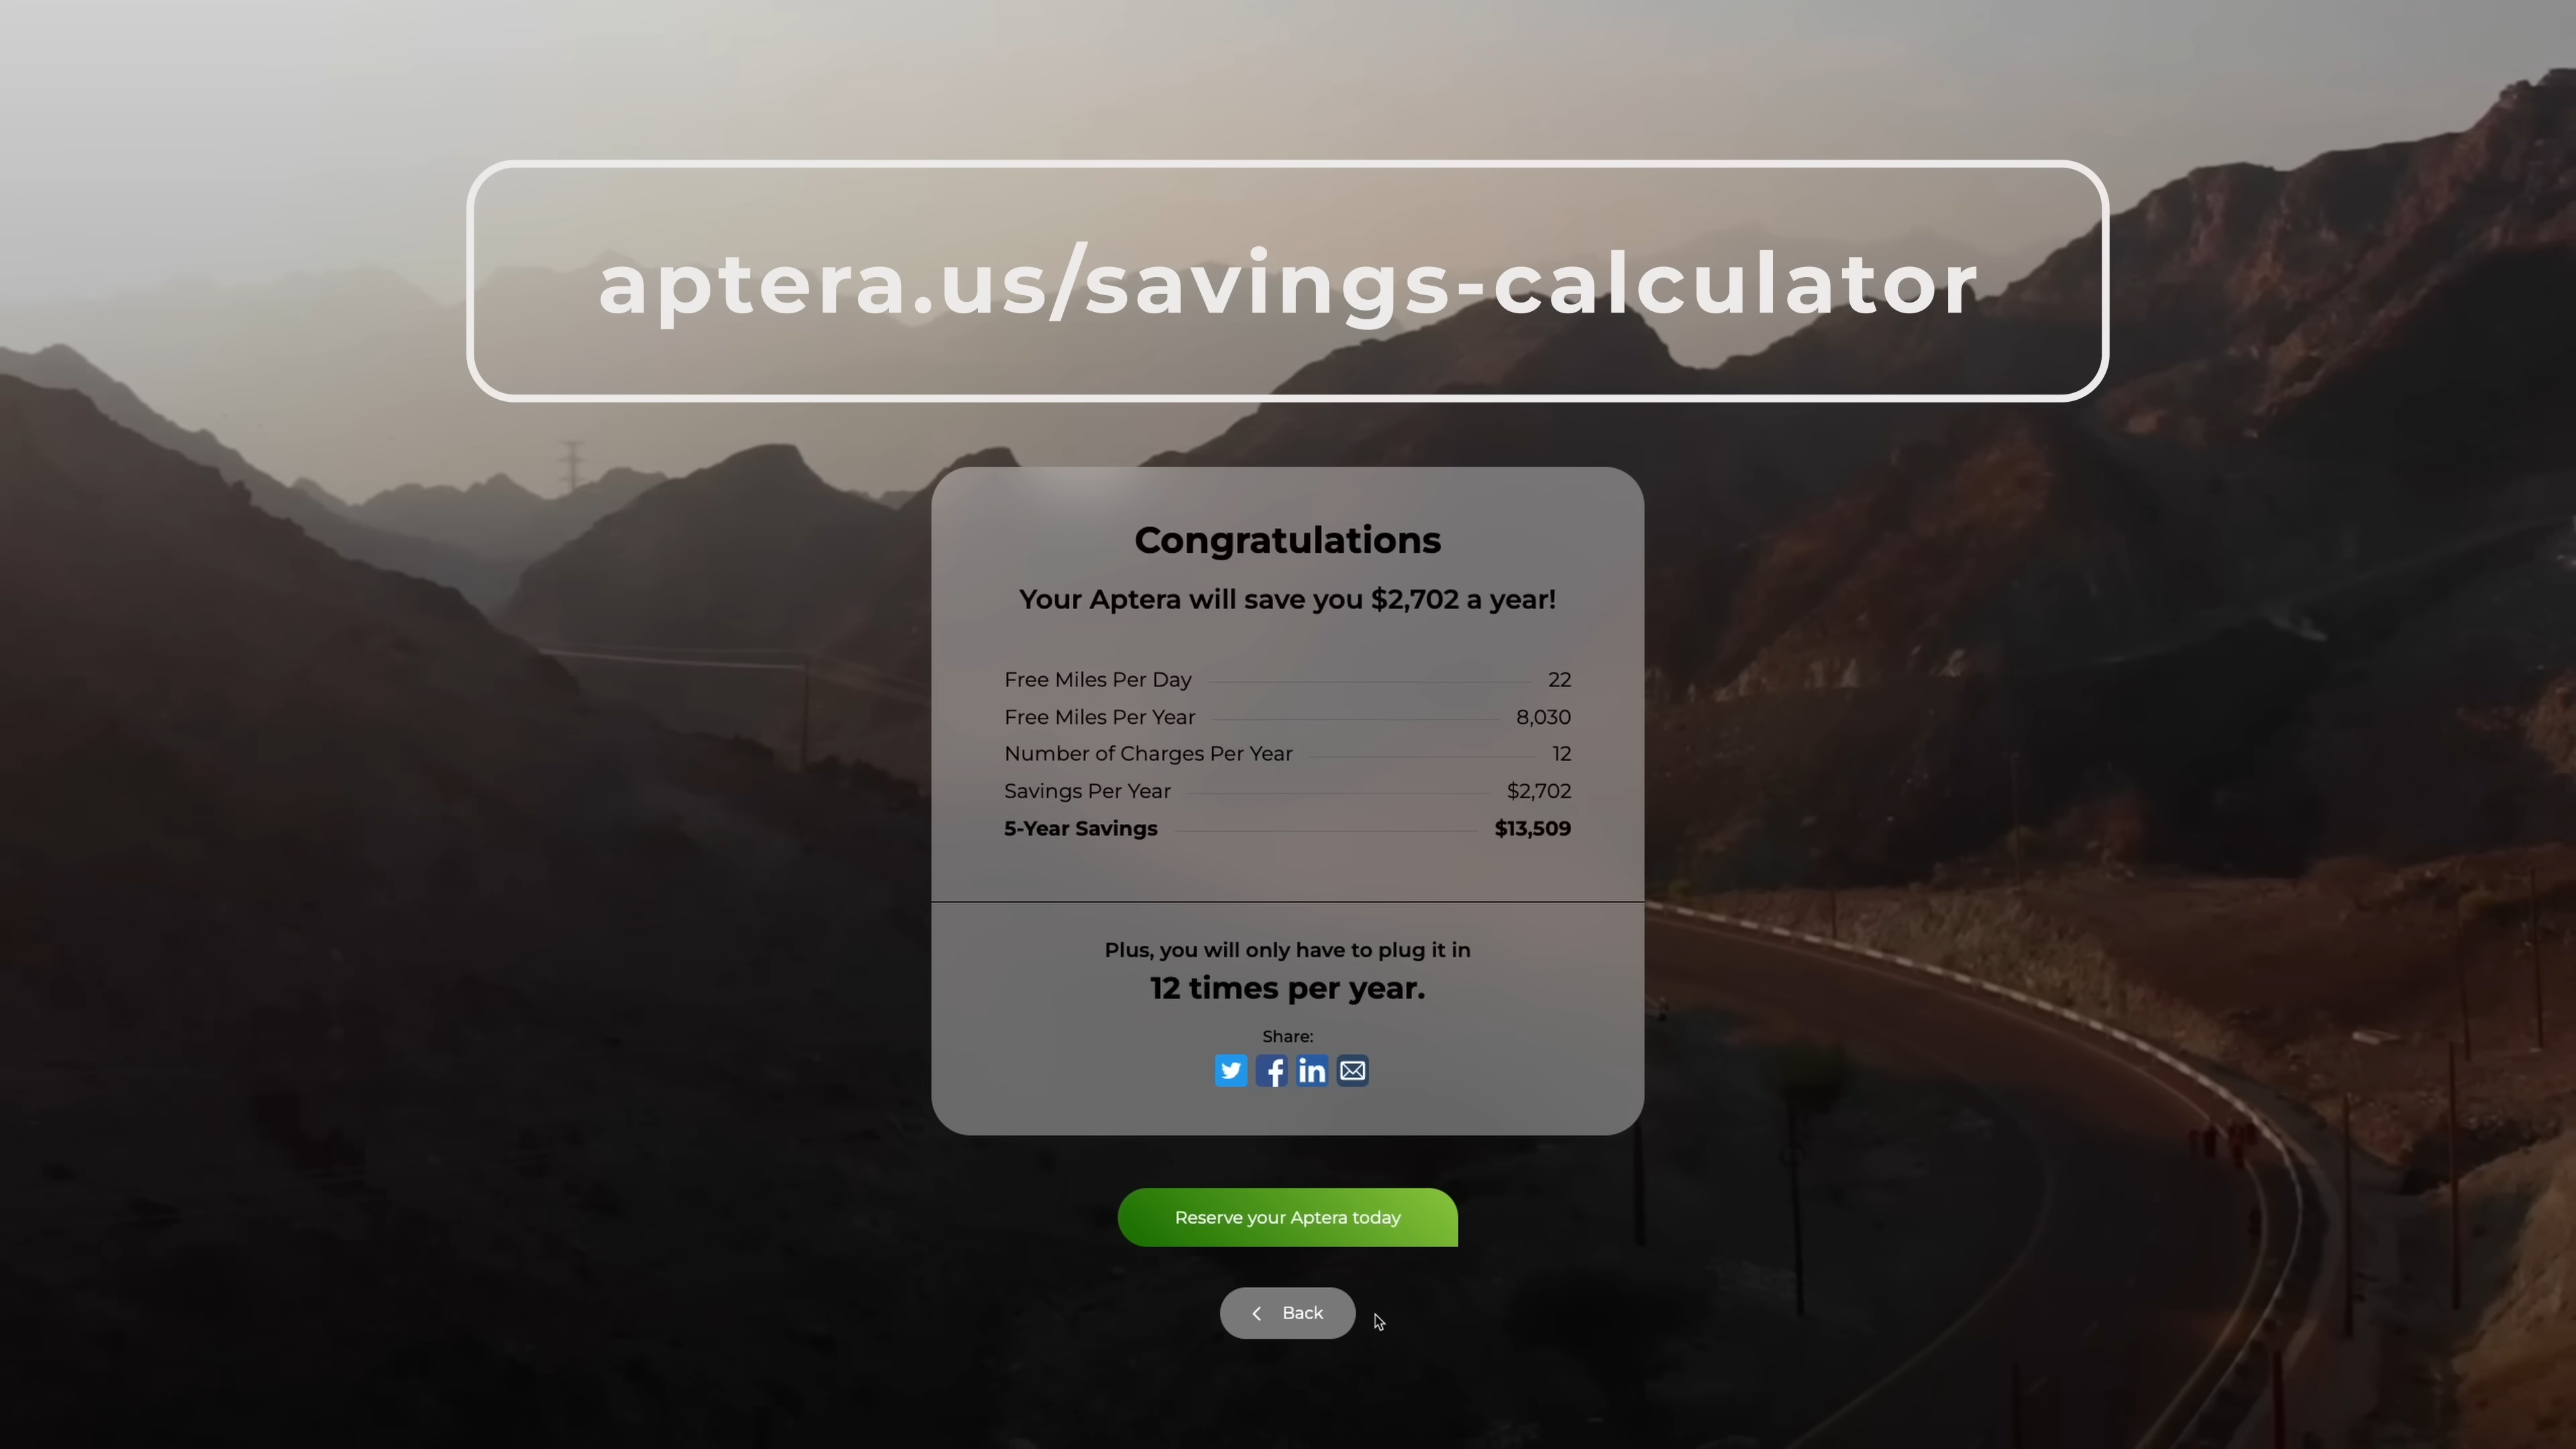 aptera.us/savings-calculator
Congratulations
Your Aptera will save you $2,702 a year!
Free Miles Per Day 22
Free Miles Per Year 8,030
Number of Charges Per Year 12
Savings Per Year $2,702
5-Year Savings $13,509
Plus, you will only have to plug it in
12 times per year.
Share:
Reserve your Aptera today
Back